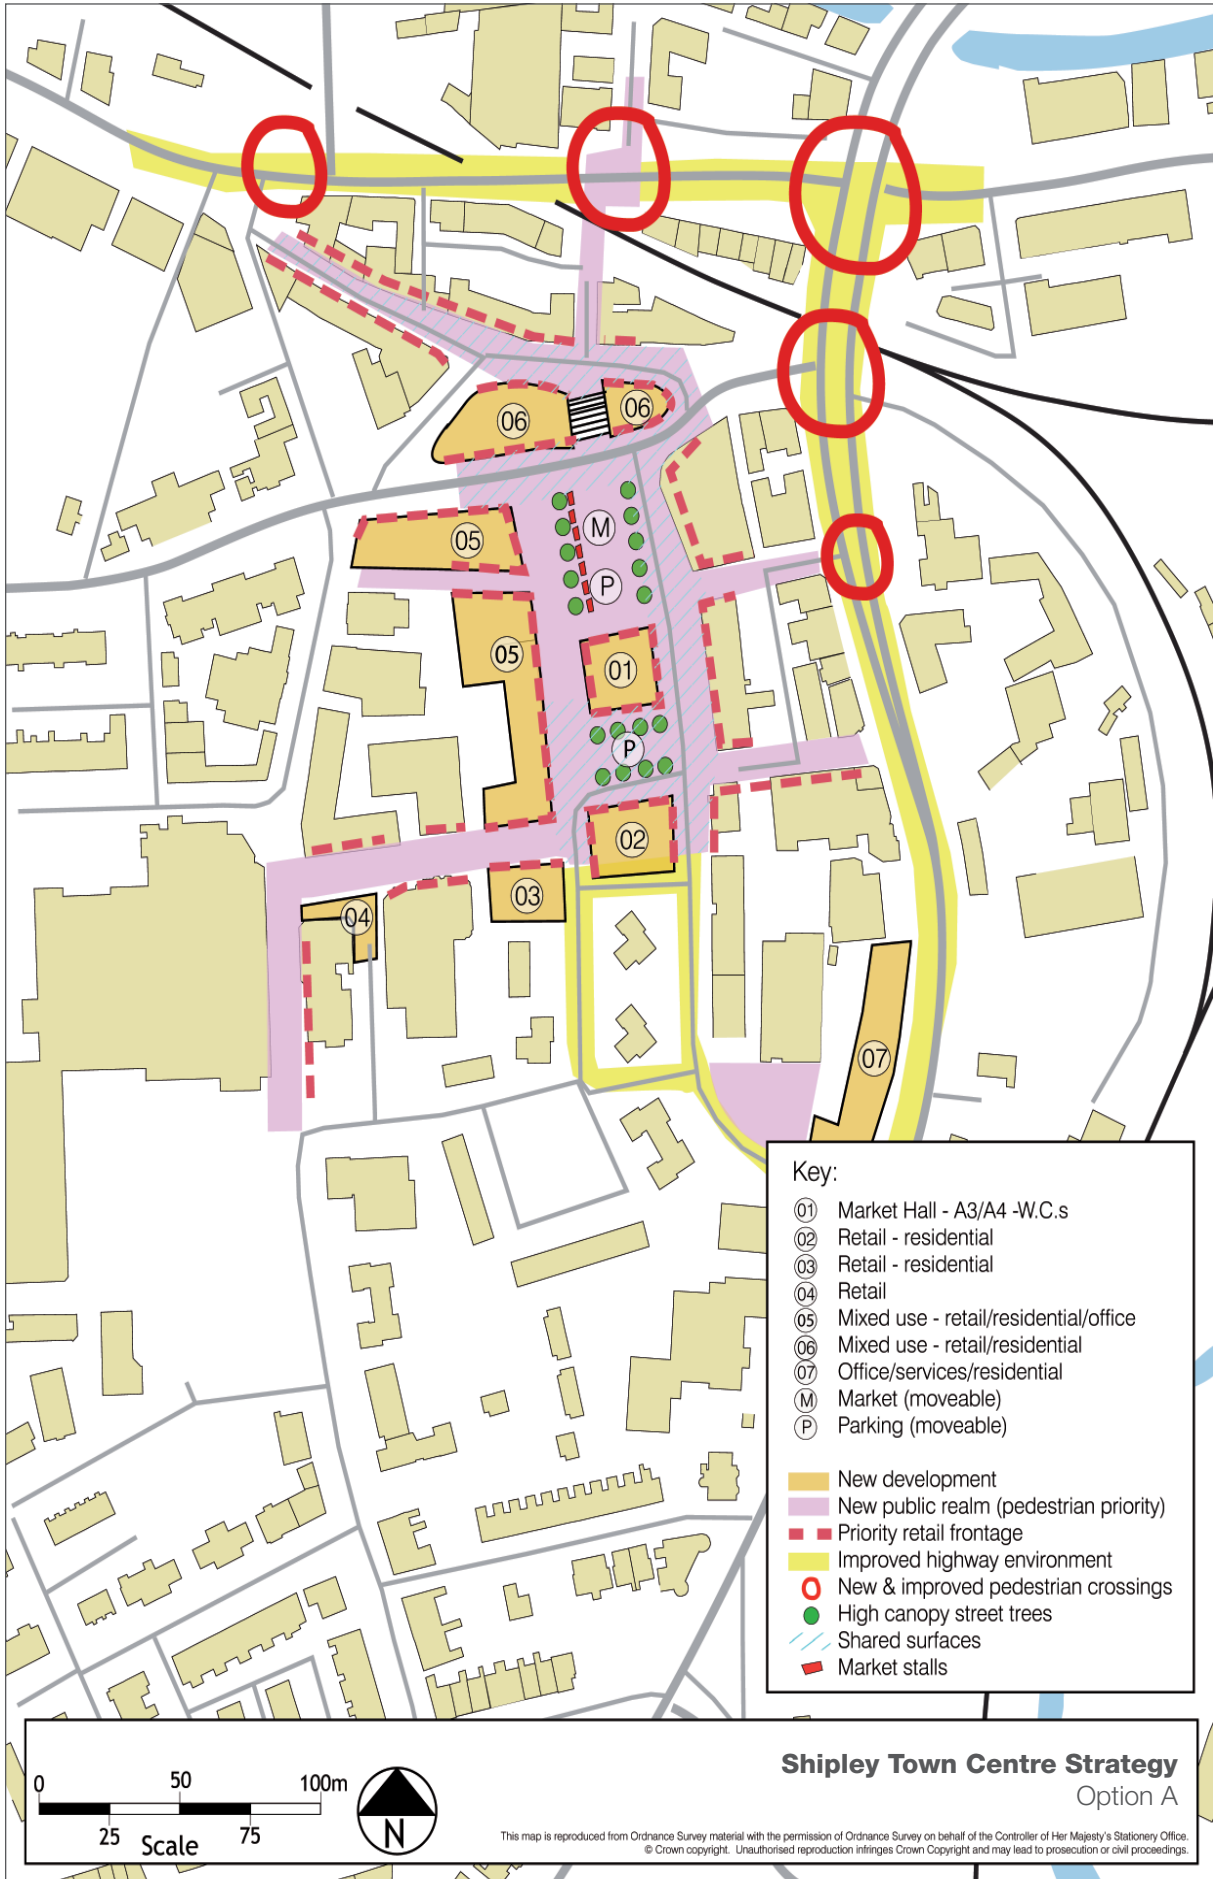 06
06
05
M
P
05
01
P
02
03
04
07
Key:
01 Market Hall - A3/A4 -W.C.s
02 Retail - residential
03 Retail - residential
04 Retail
05 Mixed use - retail/residential/office
06 Mixed use - retail/residential
07 Office/services/residential
M Market (moveable)
P Parking (moveable)
New development
New public realm (pedestrian priority)
Priority retail frontage
Improved highway environment
New & improved pedestrian crossings
High canopy street trees
Shared surfaces
Market stalls
0 50 100m
25 75
Scale
N
Shipley Town Centre Strategy
Option A
This map is reproduced from Ordnance Survey material with the permission of Ordnance Survey on behalf of the Controller of Her Majesty's Stationery Office.
© Crown copyright. Unauthorised reproduction infringes Crown Copyright and may lead to prosecution or civil proceedings.